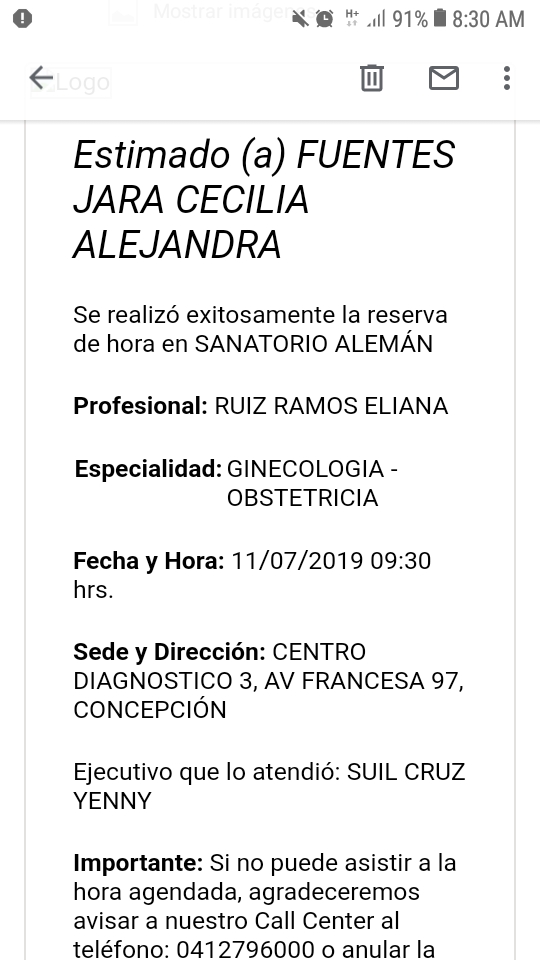 Mostrar imágenes
H+ 91% 8:30 AM
Logo
Estimado (a) FUENTES
JARA CECILIA
ALEJANDRA
Se realizó exitosamente la reserva
de hora en SANATORIO ALEMÁN
Profesional: RUIZ RAMOS ELIANA
Especialidad: GINECOLOGIA -
OBSTETRICIA
Fecha y Hora: 11/07/2019 09:30
hrs.
Sede y Dirección: CENTRO
DIAGNOSTICO 3, AV FRANCESA 97,
CONCEPCIÓN
Ejecutivo que lo atendió: SUIL CRUZ
YENNY
Importante: Si no puede asistir a la
hora agendada, agradeceremos
avisar a nuestro Call Center al
teléfono: 0412796000 o anular la